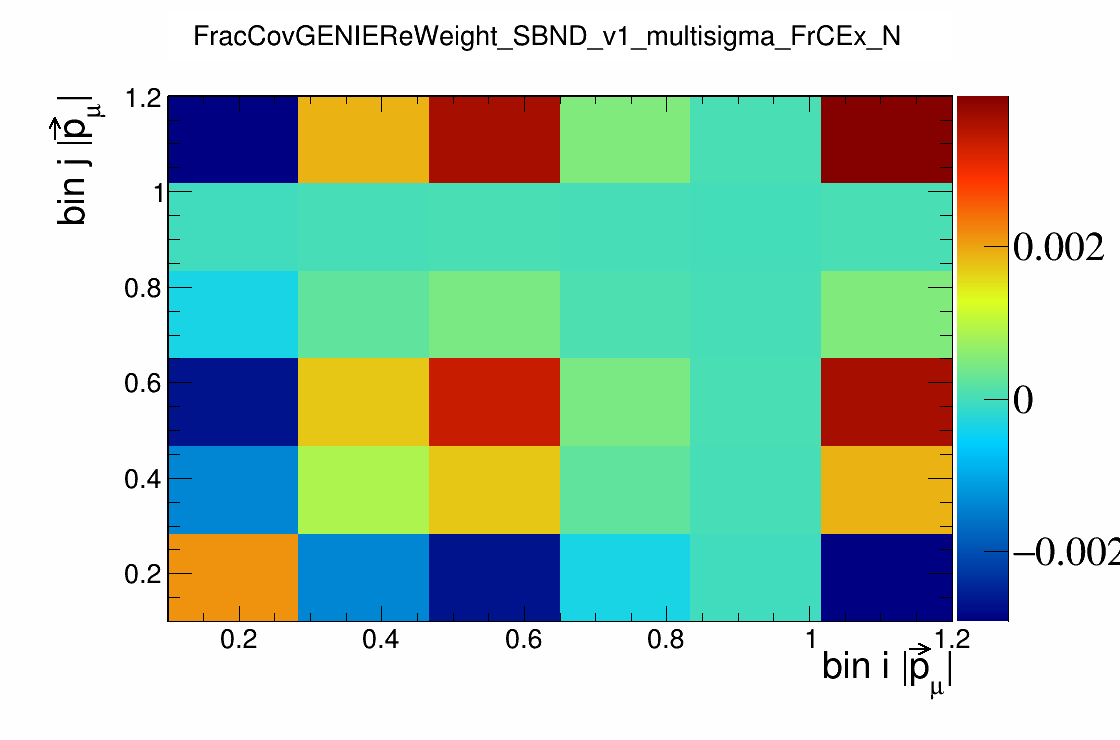 FracCovGENIEReWeight_SBND_v1_multisigma_FrCEx_N
bin j |p⃗μ|
1.2
1
0.8
0.6
0.4
0.2
0.2 0.4 0.6 0.8 1 1.2
bin i |p⃗μ|
0.002
0
−0.002